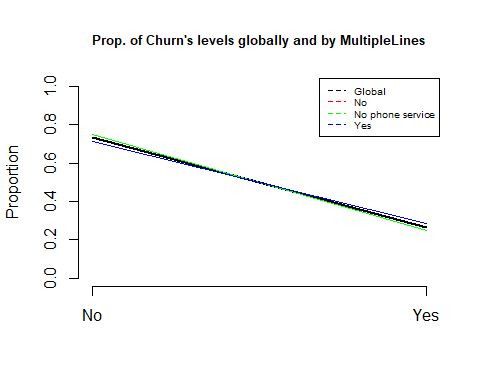 Prop. of Churn's levels globally and by MultipleLines
Global
No
No phone service
Yes
Proportion
1.0
0.8
0.6
0.4
0.2
0.0
No
Yes